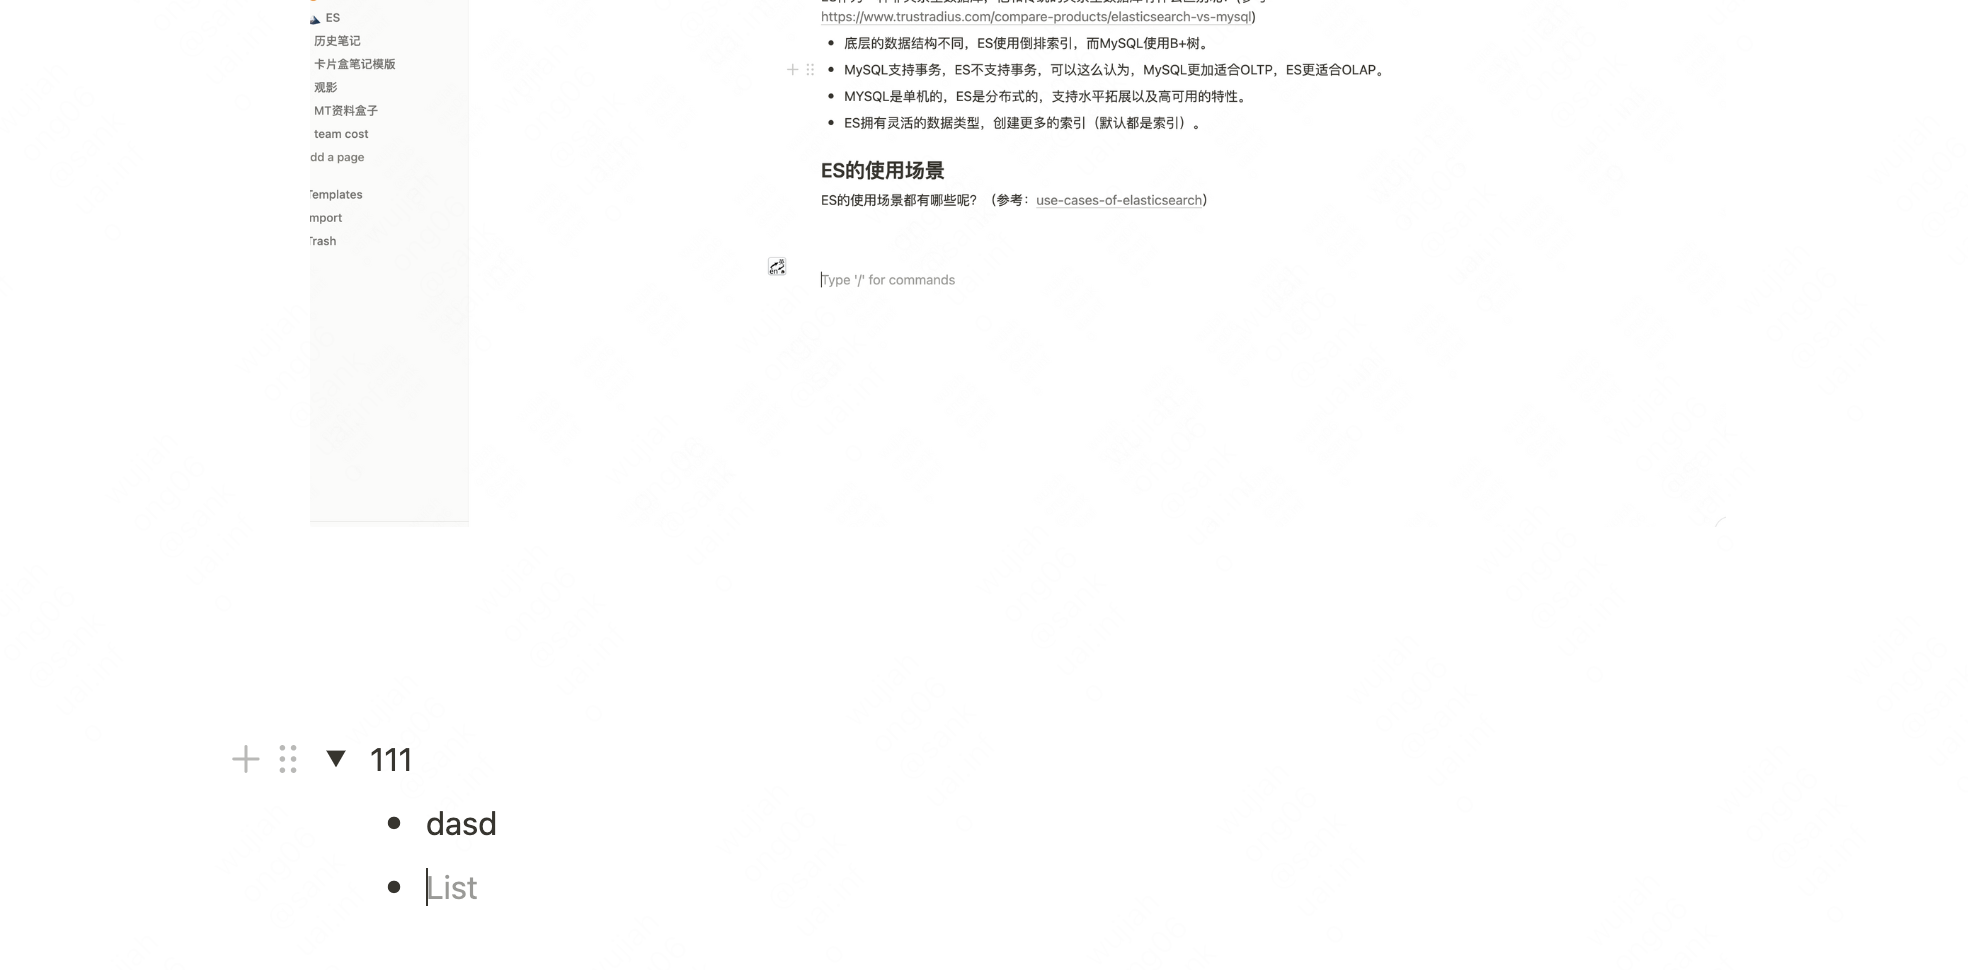 ES
历史笔记
卡片盒笔记模版
观影
MT资料盒子
team cost
dd a page
Templates
mport
Trash
https://www.trustradius.com/compare-products/elasticsearch-vs-mysql)
底层的数据结构不同，ES使用倒排索引，而MySQL使用B+树。
MySQL支持事务，ES不支持事务，可以这么认为，MySQL更加适合OLTP，ES更适合OLAP。
MYSQL是单机的，ES是分布式的，支持水平拓展以及高可用的特性。
ES拥有灵活的数据类型，创建更多的索引（默认都是索引）。
ES的使用场景
ES的使用场景都有哪些呢？（参考：use-cases-of-elasticsearch）
Type '/' for commands
111
dasd
List